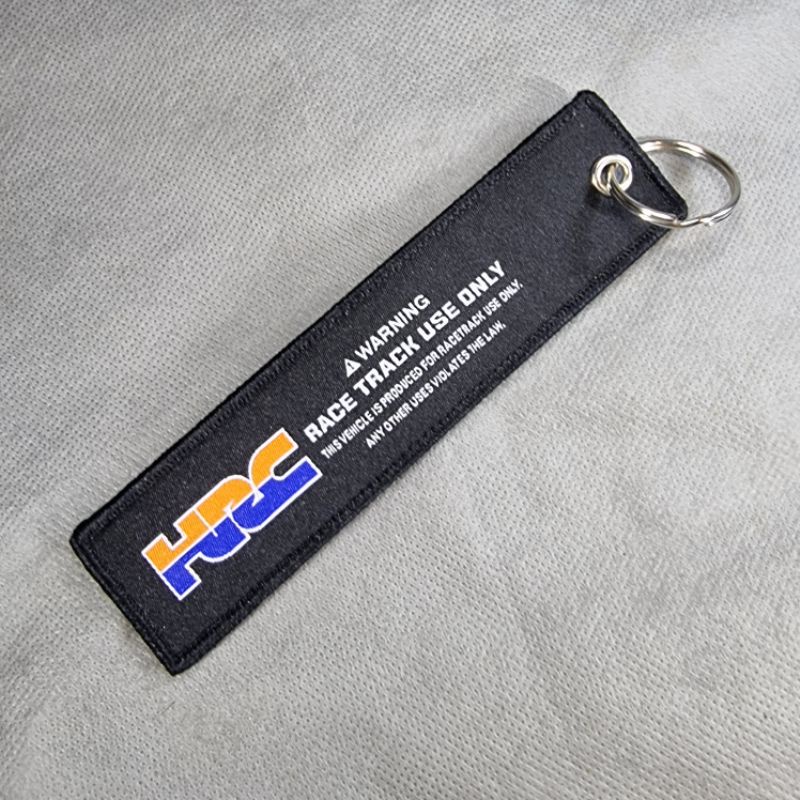 HRC
⚠WARNING
RACE TRACK USE ONLY
THIS VEHICLE IS PRODUCED FOR RACETRACK USE ONLY.
ANY OTHER USES VIOLATES THE LAW.